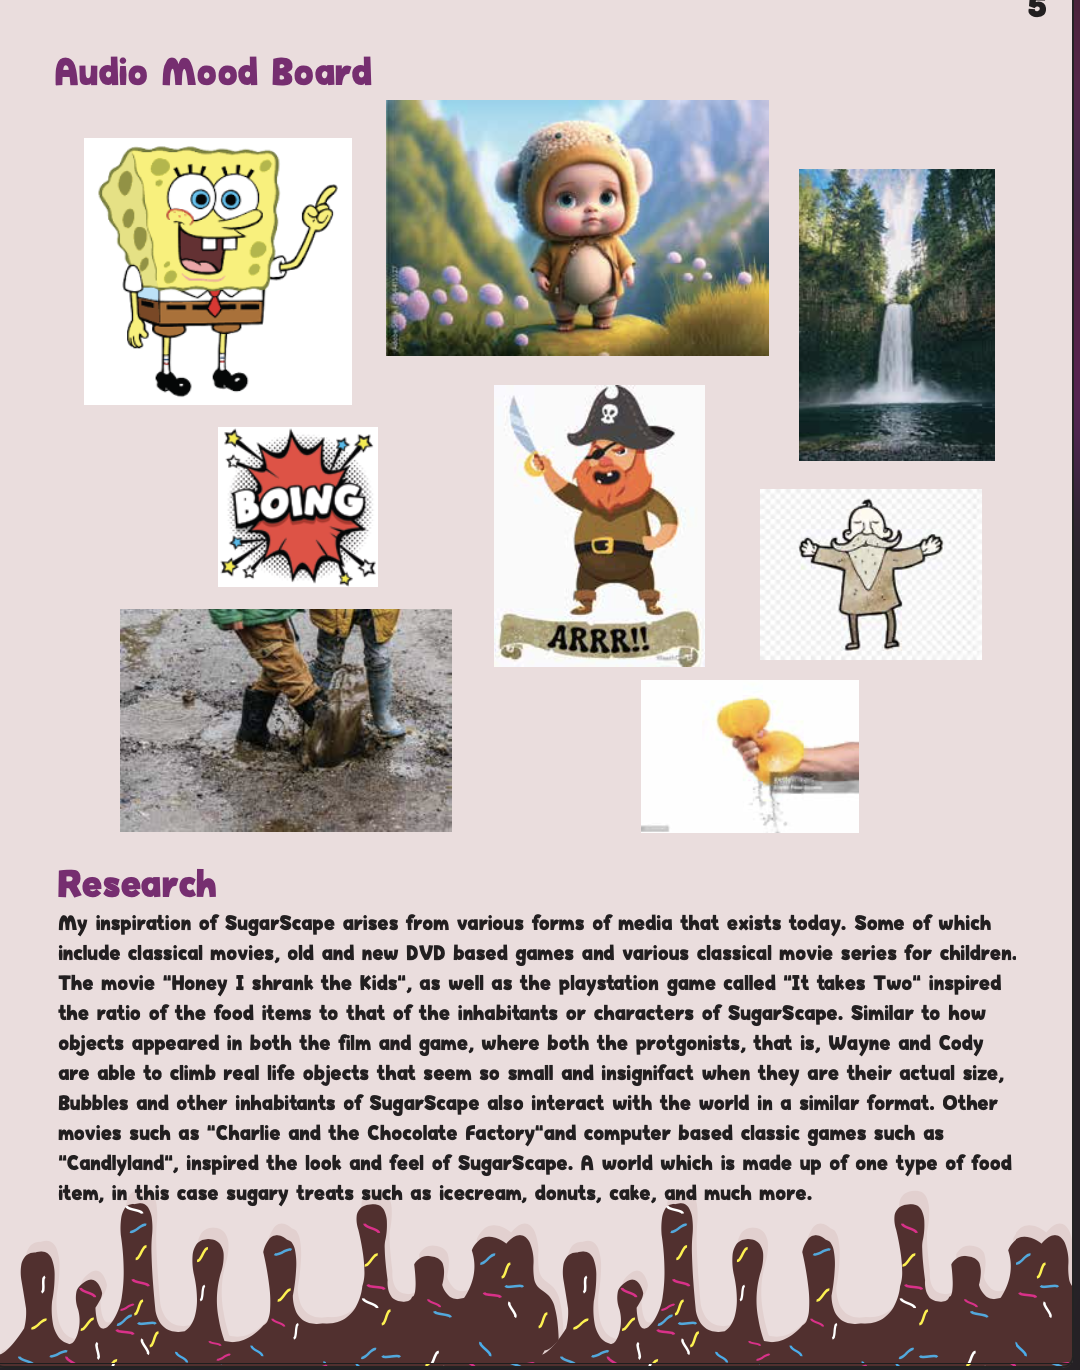 5
Audio Mood Board
BOING
ARRR!!
Research
My inspiration of SugarScape arises from various forms of media that exists today. Some of which
include classical movies, old and new DVD based games and various classical movie series for children.
The movie "Honey I shrank the Kids", as well as the playstation game called "It takes Two" inspired
the ratio of the food items to that of the inhabitants or characters of SugarScape. Similar to how
objects appeared in both the film and game, where both the protgonists, that is, Wayne and Cody
are able to climb real life objects that seem so small and insignifact when they are their actual size,
Bubbles and other inhabitants of SugarScape also interact with the world in a similar format. Other
movies such as "Charlie and the Chocolate Factory"and computer based classic games such as
"Candlyland", inspired the look and feel of SugarScape. A world which is made up of one type of food
item, in this case sugary treats such as icecream, donuts, cake, and much more.